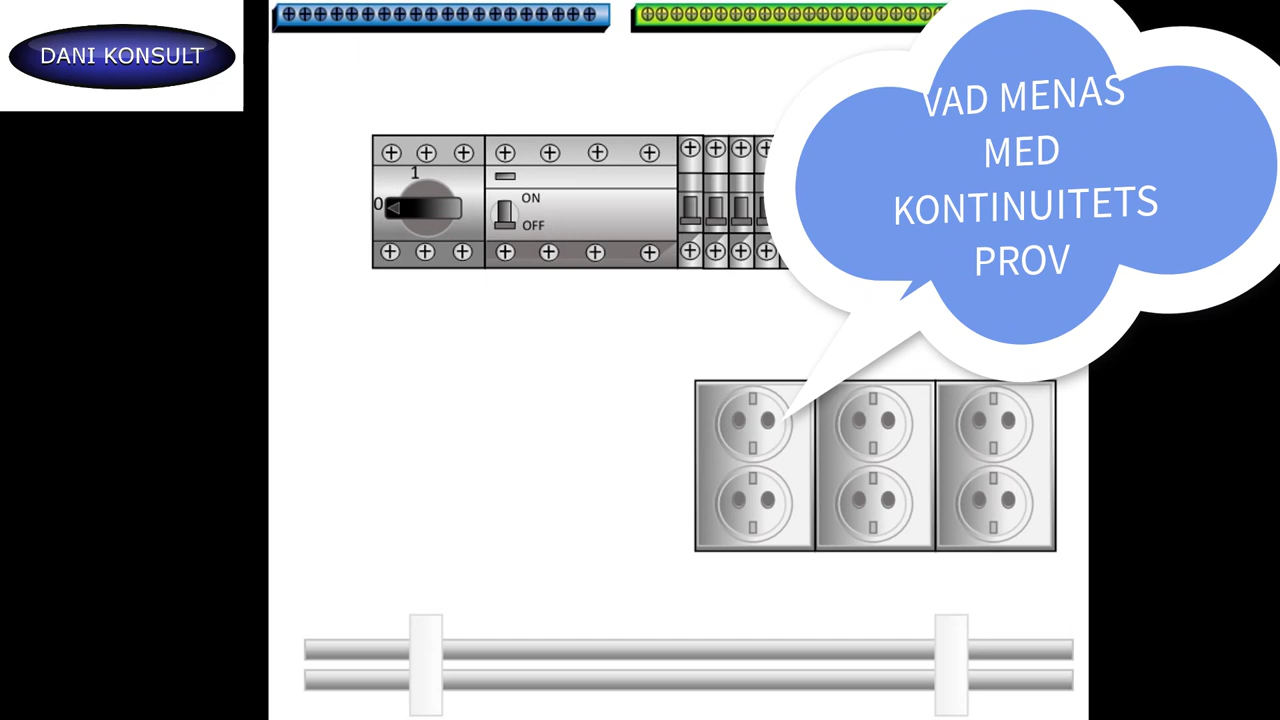 DANI KONSULT
VAD MENAS
MED
KONTINUITETS
PROV
1
0
ON
OFF